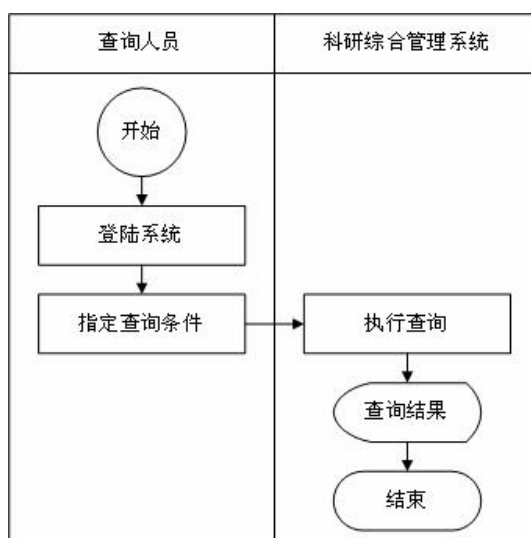 查询人员
科研综合管理系统
开始
登陆系统
指定查询条件
执行查询
查询结果
结束